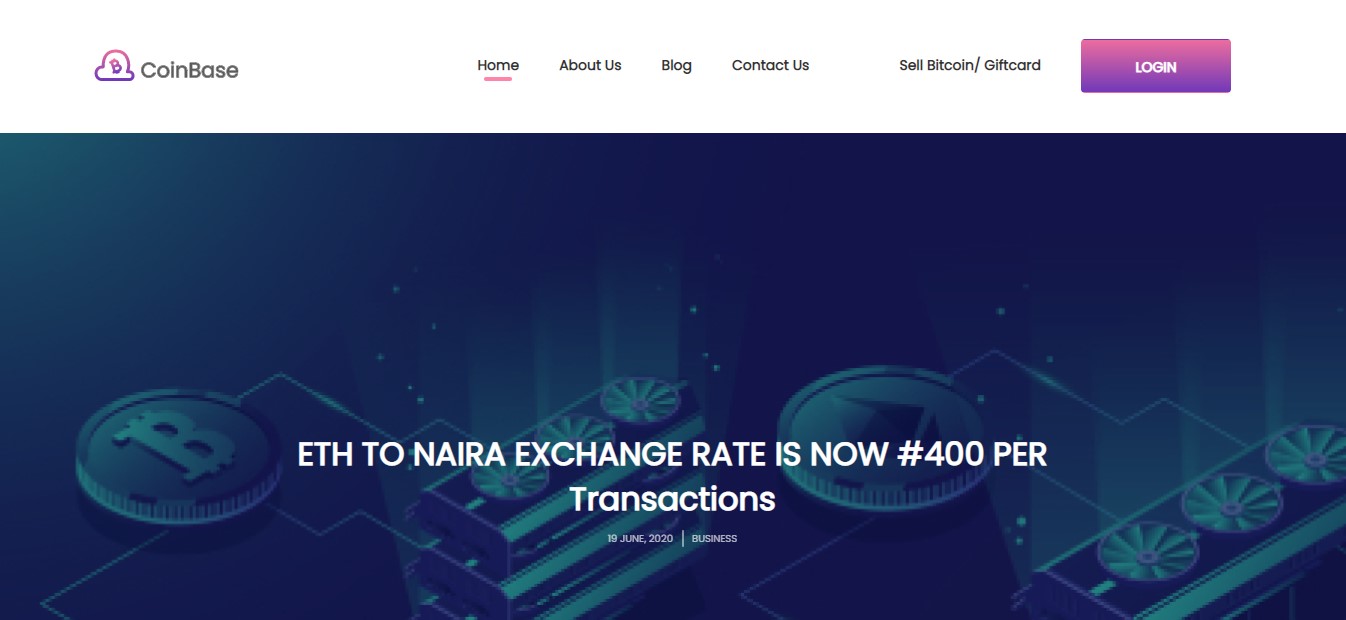 CoinBase
Home About Us Blog Contact Us Sell Bitcoin/ Giftcard LOGIN
ETH TO NAIRA EXCHANGE RATE IS NOW #400 PER
Transactions
19 JUNE, 2020 | BUSINESS